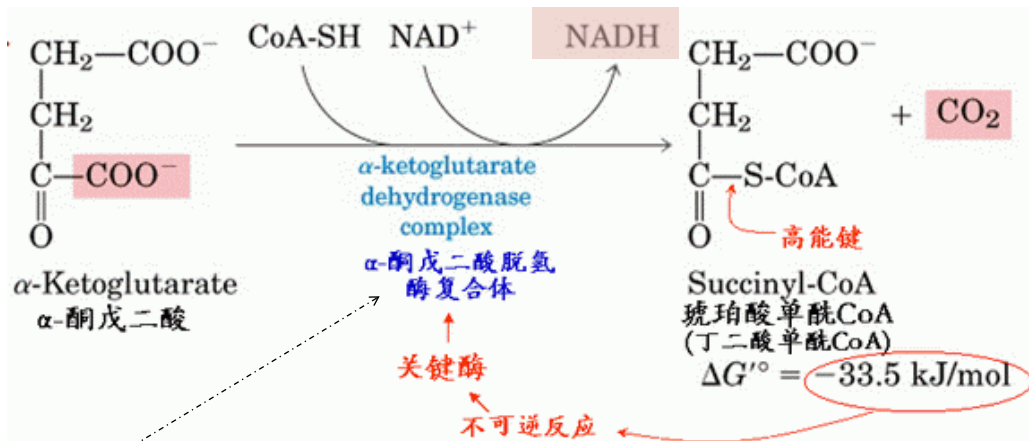 CoA-SH NAD⁺ NADH
CH₂—COO⁻
CH₂
C—COO⁻
O
α-Ketoglutarate
α-酮戊二酸
α-ketoglutarate
dehydrogenase
complex
α-酮戊二酸脱氢
酶复合体
关键酶
不可逆反应
CH₂—COO⁻
CH₂
C—S-CoA
O
+ CO₂
高能键
Succinyl-CoA
琥珀酸单酰CoA
(丁二酸单酰CoA)
ΔG′° = −33.5 kJ/mol